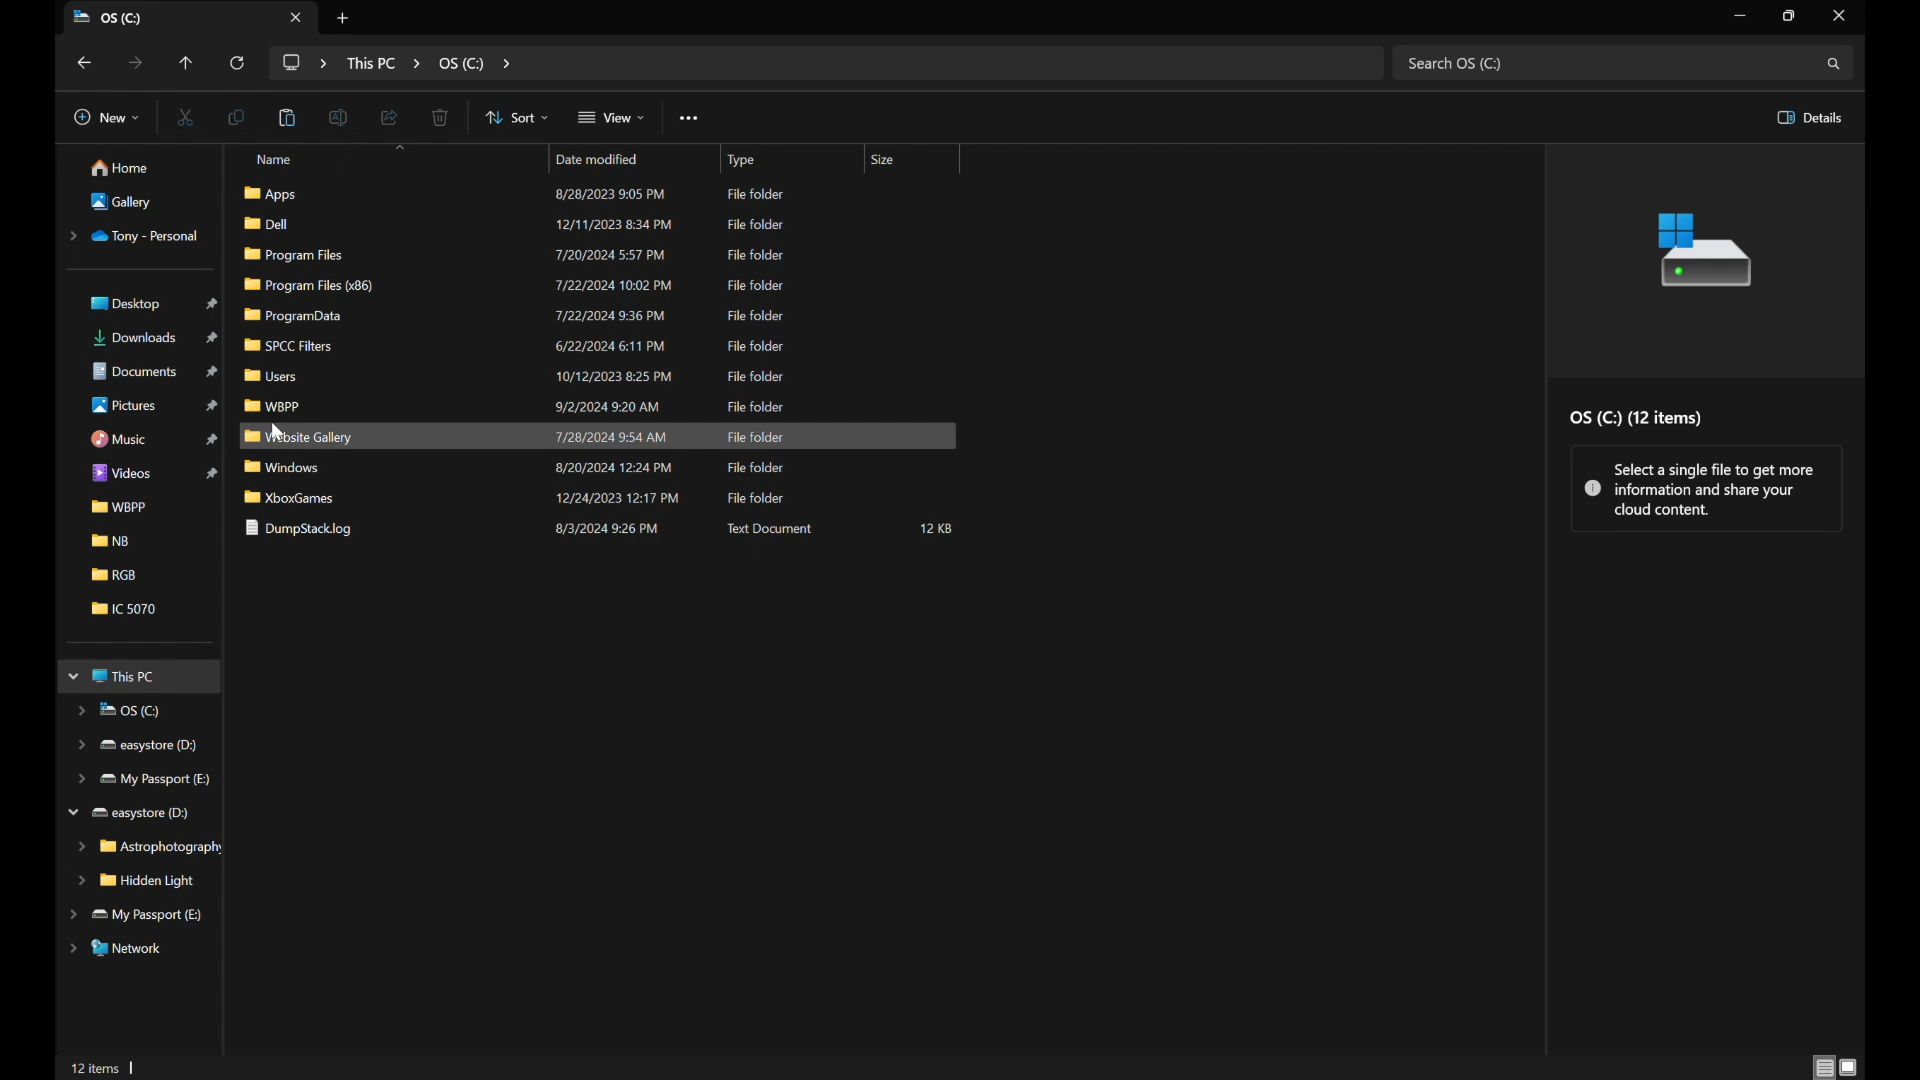 OS (C:)
This PC OS (C:) Search OS (C:)
New Sort View Details
Name Date modified Type Size
Apps 8/28/2023 9:05 PM File folder
Dell 12/11/2023 8:34 PM File folder
Program Files 7/20/2024 5:57 PM File folder
Program Files (x86) 7/22/2024 10:02 PM File folder
ProgramData 7/22/2024 9:36 PM File folder
SPCC Filters 6/22/2024 6:11 PM File folder
Users 10/12/2023 8:25 PM File folder
WBPP 9/2/2024 9:20 AM File folder
Website Gallery 7/28/2024 9:54 AM File folder
Windows 8/20/2024 12:24 PM File folder
XboxGames 12/24/2023 12:17 PM File folder
DumpStack.log 8/3/2024 9:26 PM Text Document 12 KB
Home
Gallery
Tony - Personal
Desktop
Downloads
Documents
Pictures
Music
Videos
WBPP
NB
RGB
IC 5070
This PC
OS (C:)
easystore (D:)
My Passport (E:)
easystore (D:)
Astrophotography
Hidden Light
My Passport (E:)
Network
OS (C:) (12 items)
Select a single file to get more
information and share your
cloud content.
12 items